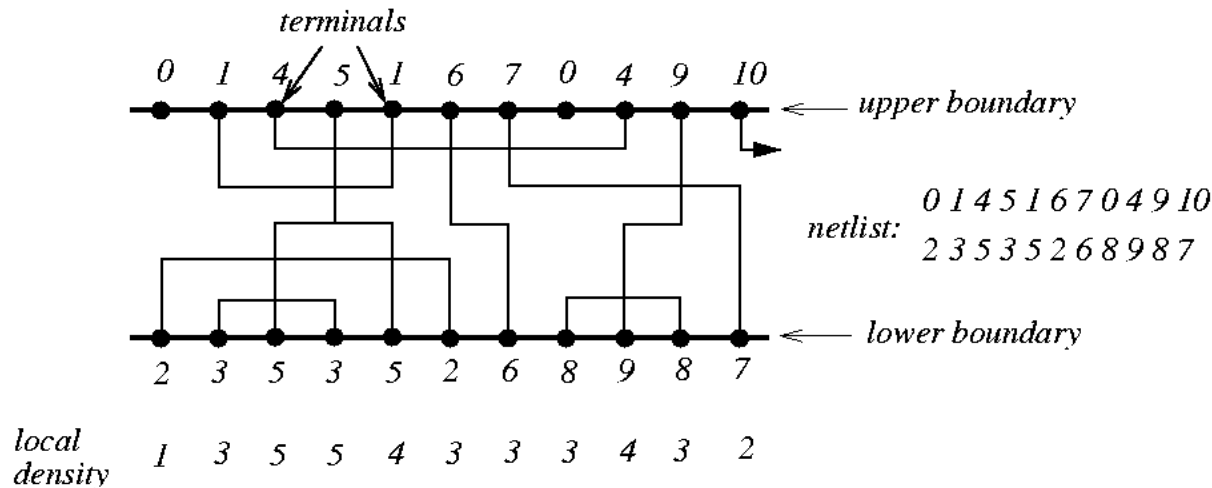 terminals
0 1 4 5 1 6 7 0 4 9 10
upper boundary
netlist: 0 1 4 5 1 6 7 0 4 9 10
2 3 5 3 5 2 6 8 9 8 7
lower boundary
2 3 5 3 5 2 6 8 9 8 7
local density 1 3 5 5 4 3 3 3 4 3 2